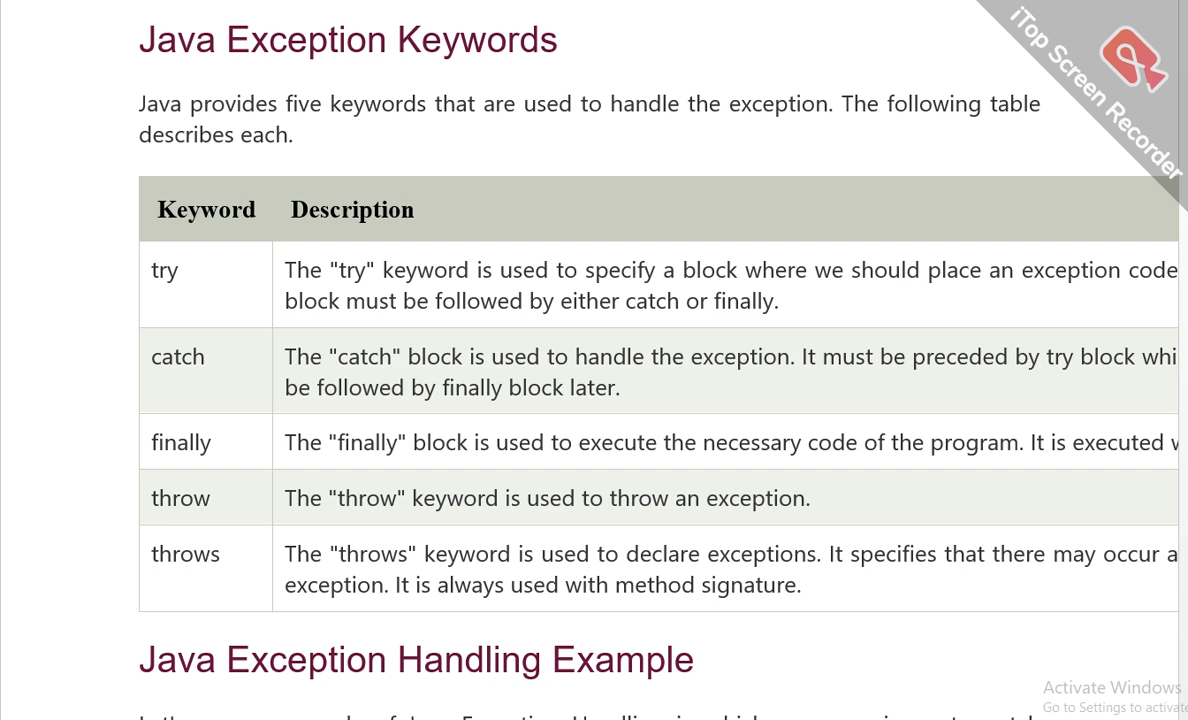 Java Exception Keywords
iTop Screen Recorder
Java provides five keywords that are used to handle the exception. The following table
describes each.
Keyword Description
try The "try" keyword is used to specify a block where we should place an exception code
block must be followed by either catch or finally.
catch The "catch" block is used to handle the exception. It must be preceded by try block whi
be followed by finally block later.
finally The "finally" block is used to execute the necessary code of the program. It is executed
throw The "throw" keyword is used to throw an exception.
throws The "throws" keyword is used to declare exceptions. It specifies that there may occur a
exception. It is always used with method signature.
Java Exception Handling Example
Activate Windows
Go to Settings to activate